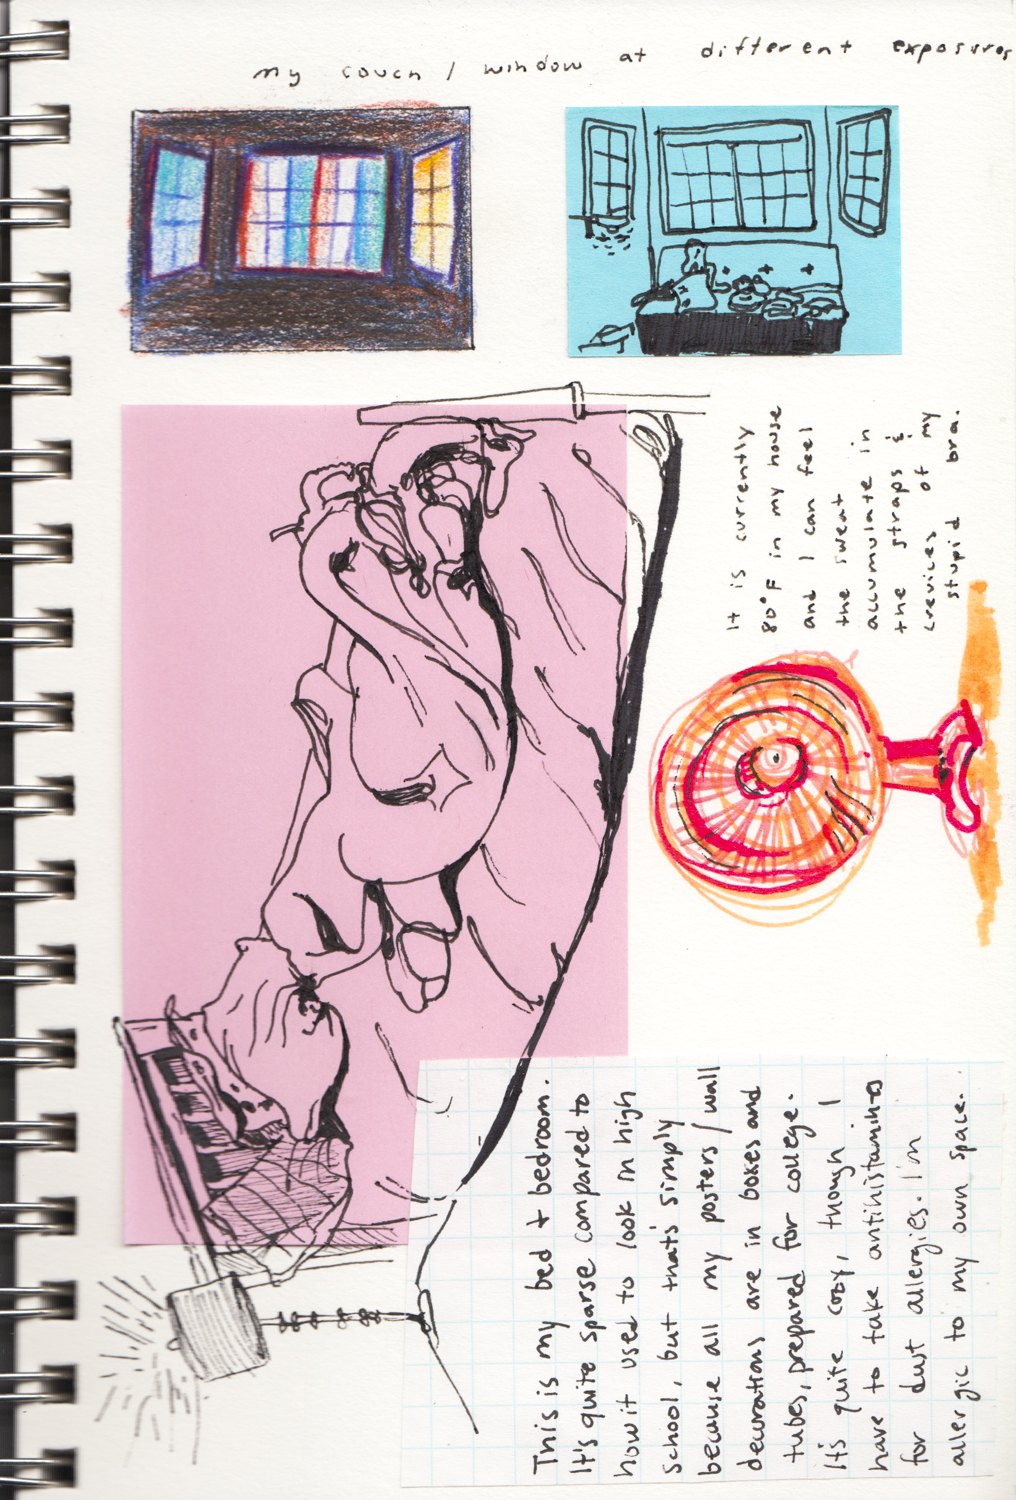 my couch / window at different exposures
It is currently
80°F in my house
and I can feel
the sweat
accumulate in
the straps &
crevices of my
stupid bra.
This is my bed + bedroom.
It's quite sparse compared to
how it used to look in high
school, but that's simply
because all my posters / wall
decorations are in boxes and
tubes, prepared for college.
It's quite cozy, though I
have to take antihistamines
for dust allergies. I'm
allergic to my own space.